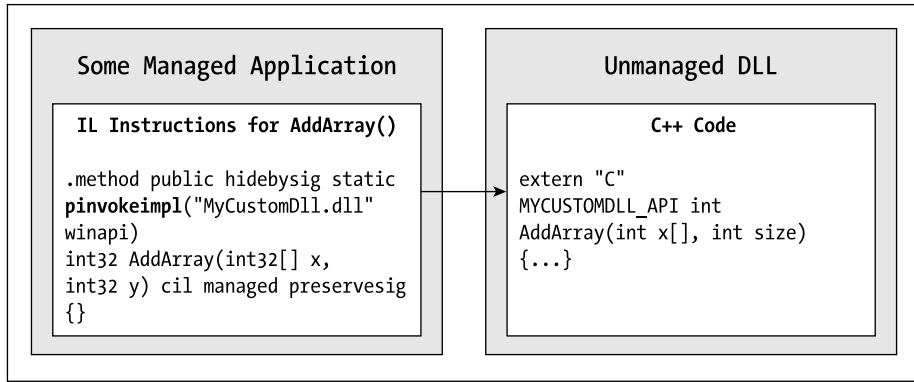 Some Managed Application
IL Instructions for AddArray()
.method public hidebysig static
pinvokeimpl("MyCustomDll.dll"
winapi)
int32 AddArray(int32[] x,
int32 y) cil managed preservesig
{}
Unmanaged DLL
C++ Code
extern "C"
MYCUSTOMDLL_API int
AddArray(int x[], int size)
{...}